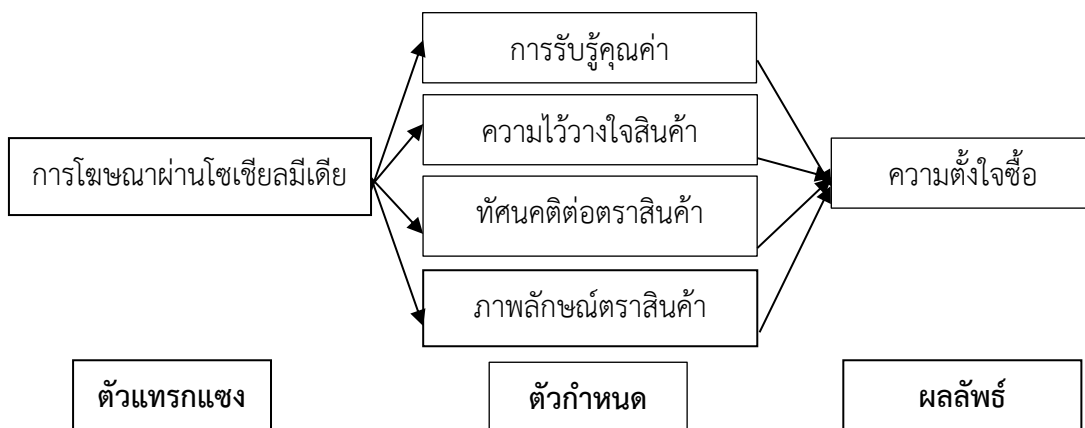 การรับรู้คุณค่า
ความไว้วางใจสินค้า
การโฆษณาผ่านโซเชียลมีเดีย
ความตั้งใจซื้อ
ทัศนคติต่อตราสินค้า
ภาพลักษณ์ตราสินค้า
ตัวแทรกแซง
ตัวกำหนด
ผลลัพธ์